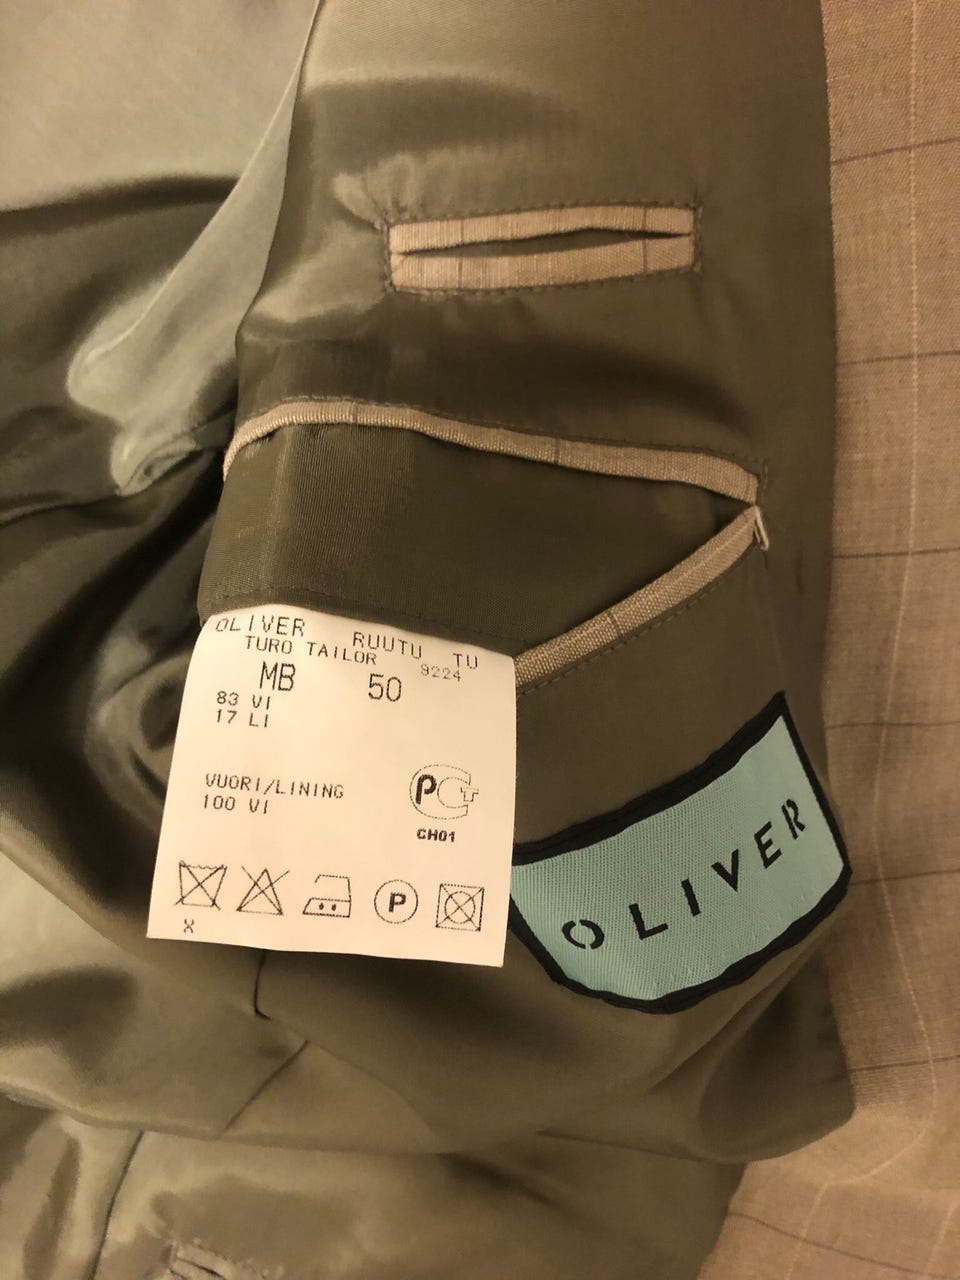 OLIVER RUUTU TU
TURO TAILOR 9224
MB 50
83 VI
17 LI
VUORI/LINING
100 VI
PCT
CH01
P
X
OLIVER